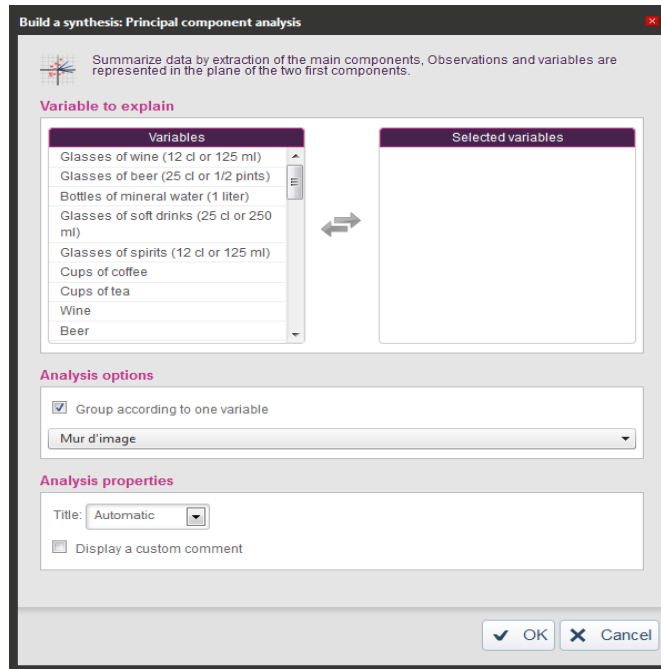 Build a synthesis: Principal component analysis
Summarize data by extraction of the main components, Observations and variables are
represented in the plane of the two first components.
Variable to explain
Variables
Selected variables
Glasses of wine (12 cl or 125 ml)
Glasses of beer (25 cl or 1/2 pints)
Bottles of mineral water (1 liter)
Glasses of soft drinks (25 cl or 250
ml)
Glasses of spirits (12 cl or 125 ml)
Cups of coffee
Cups of tea
Wine
Beer
Analysis options
Group according to one variable
Mur d'image
Analysis properties
Title: Automatic
Display a custom comment
OK
Cancel